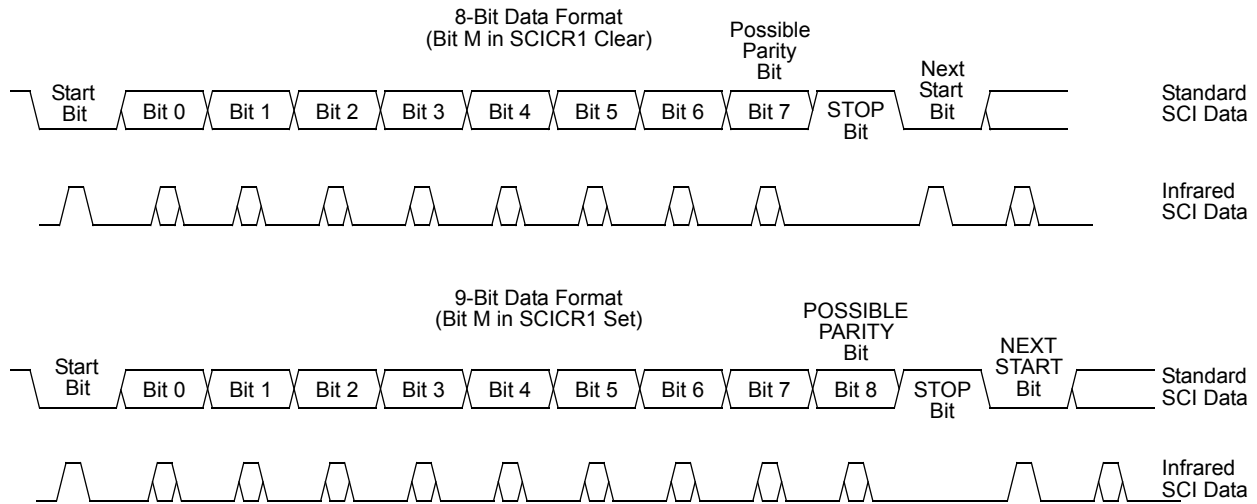 8-Bit Data Format
(Bit M in SCICR1 Clear)
Possible
Parity
Bit
Next
Start
Bit
Start
Bit
Bit 0
Bit 1
Bit 2
Bit 3
Bit 4
Bit 5
Bit 6
Bit 7
STOP
Bit
Standard
SCI Data
Infrared
SCI Data
9-Bit Data Format
(Bit M in SCICR1 Set)
POSSIBLE
PARITY
Bit
NEXT
START
Bit
Start
Bit
Bit 0
Bit 1
Bit 2
Bit 3
Bit 4
Bit 5
Bit 6
Bit 7
Bit 8
STOP
Bit
Standard
SCI Data
Infrared
SCI Data